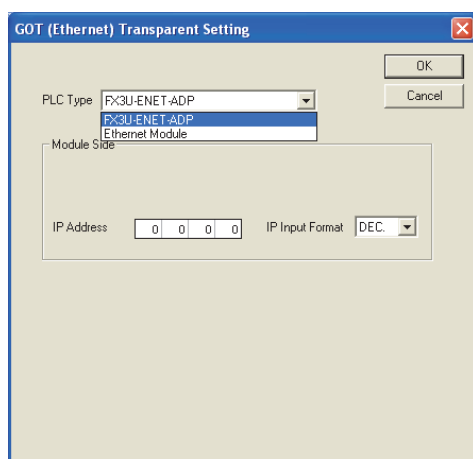 GOT (Ethernet) Transparent Setting
OK
PLC Type FX3U-ENET-ADP
Cancel
FX3U-ENET-ADP
Ethernet Module
Module Side
IP Address 0 0 0 0 IP Input Format DEC.